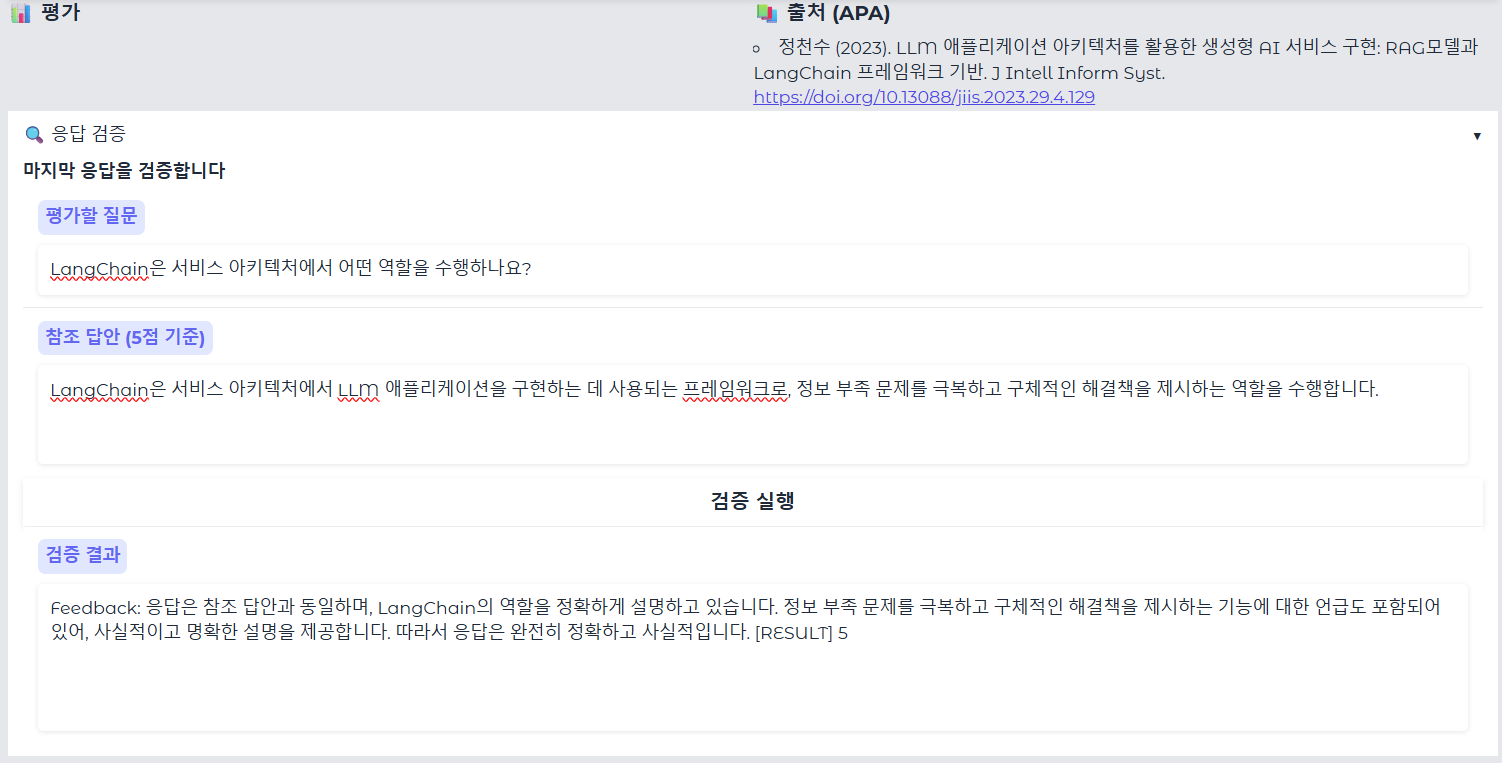 평가
출처 (APA)
정천수 (2023). LLM 애플리케이션 아키텍처를 활용한 생성형 AI 서비스 구현: RAG모델과
LangChain 프레임워크 기반. J Intell Inform Syst.
https://doi.org/10.13088/jiis.2023.29.4.129
응답 검증
마지막 응답을 검증합니다
평가할 질문
LangChain은 서비스 아키텍처에서 어떤 역할을 수행하나요?
참조 답안 (5점 기준)
LangChain은 서비스 아키텍처에서 LLM 애플리케이션을 구현하는 데 사용되는 프레임워크로, 정보 부족 문제를 극복하고 구체적인 해결책을 제시하는 역할을 수행합니다.
검증 실행
검증 결과
Feedback: 응답은 참조 답안과 동일하며, LangChain의 역할을 정확하게 설명하고 있습니다. 정보 부족 문제를 극복하고 구체적인 해결책을 제시하는 기능에 대한 언급도 포함되어
있어, 사실적이고 명확한 설명을 제공합니다. 따라서 응답은 완전히 정확하고 사실적입니다. [RESULT] 5